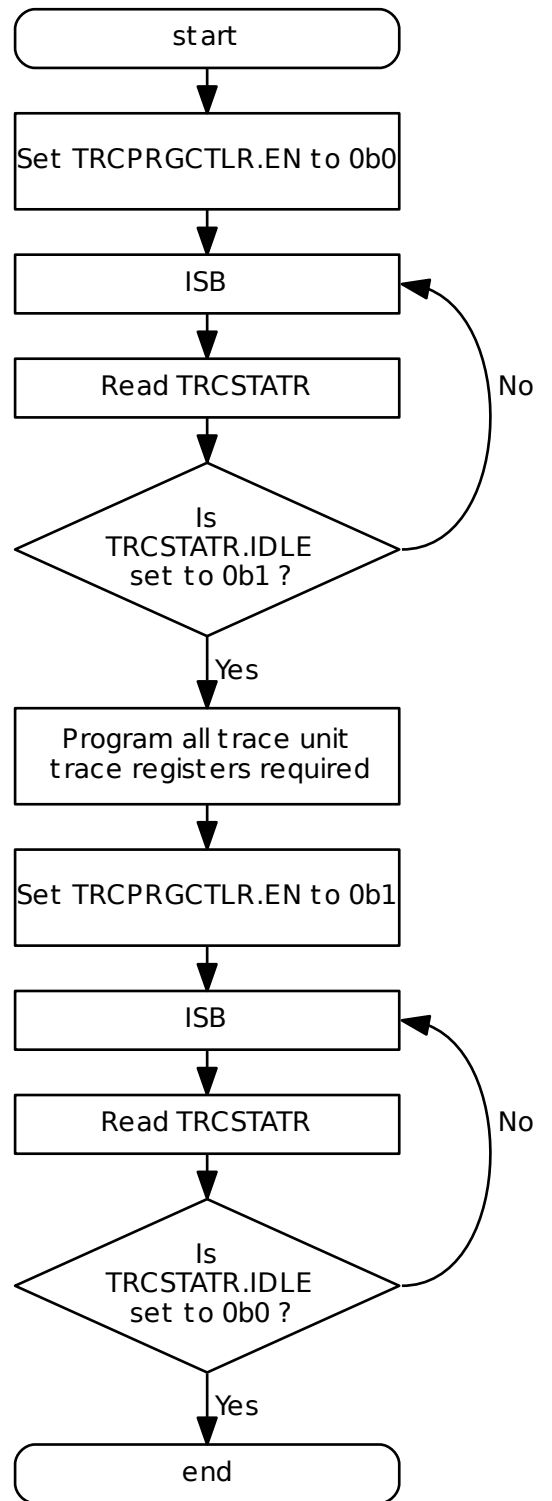 start
Set TRCPRGCTLR.EN to 0b0
ISB
Read TRCSTATR
No
Is
TRCSTATR.IDLE
set to 0b1 ?
Yes
Program all trace unit
trace registers required
Set TRCPRGCTLR.EN to 0b1
ISB
Read TRCSTATR
No
Is
TRCSTATR.IDLE
set to 0b0 ?
Yes
end